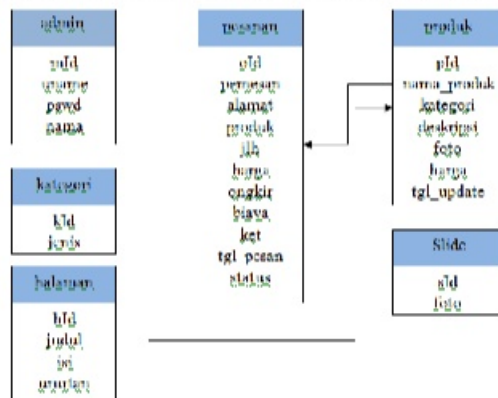 admin
uname
pswd
nama
kategori
kId
jenis
halaman
hId
judul
isi
urutan
pesanan
oId
pemesan
alamat
produk
jlh
harga
ongkir
biaya
ket
tgl_pesan
status
produk
pId
nama_produk
kategori
deskripsi
foto
harga
tgl_update
Slide
sId
foto